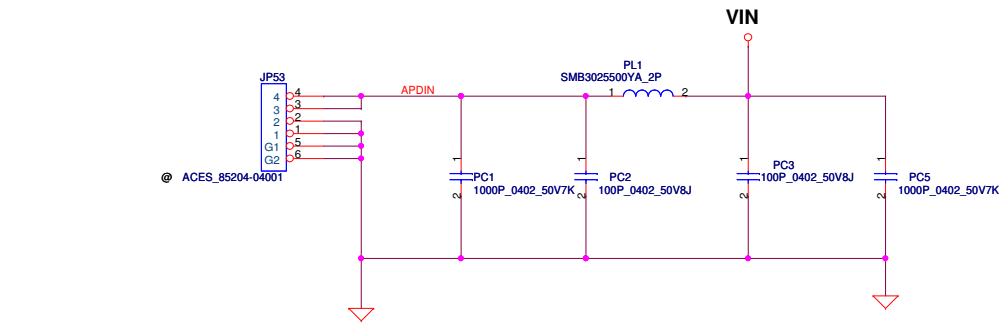 VIN
PL1
SMB3025500YA_2P
1
2
JP53
APDIN
4
4
3
3
2
2
1
1
G1
5
G2
6
@ ACES_85204-04001
1
PC1
1000P_0402_50V7K
2
1
PC2
100P_0402_50V8J
2
1
PC3
100P_0402_50V8J
2
1
PC5
1000P_0402_50V7K
2